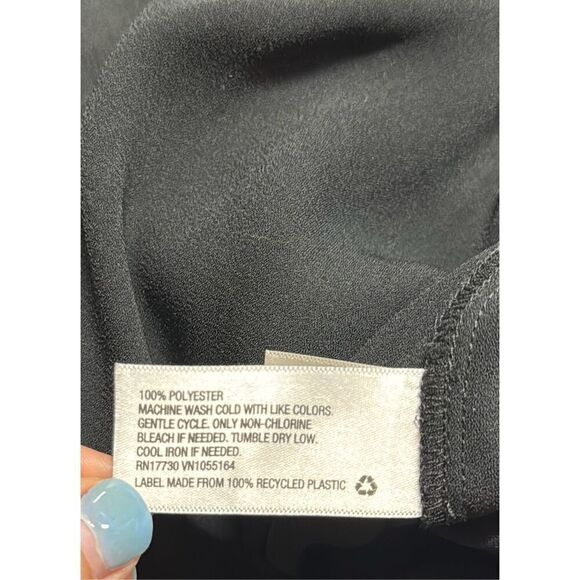 100% POLYESTER
MACHINE WASH COLD WITH LIKE COLORS.
GENTLE CYCLE. ONLY NON-CHLORINE
BLEACH IF NEEDED. TUMBLE DRY LOW.
COOL IRON IF NEEDED.
RN17730 VN1055164
LABEL MADE FROM 100% RECYCLED PLASTIC